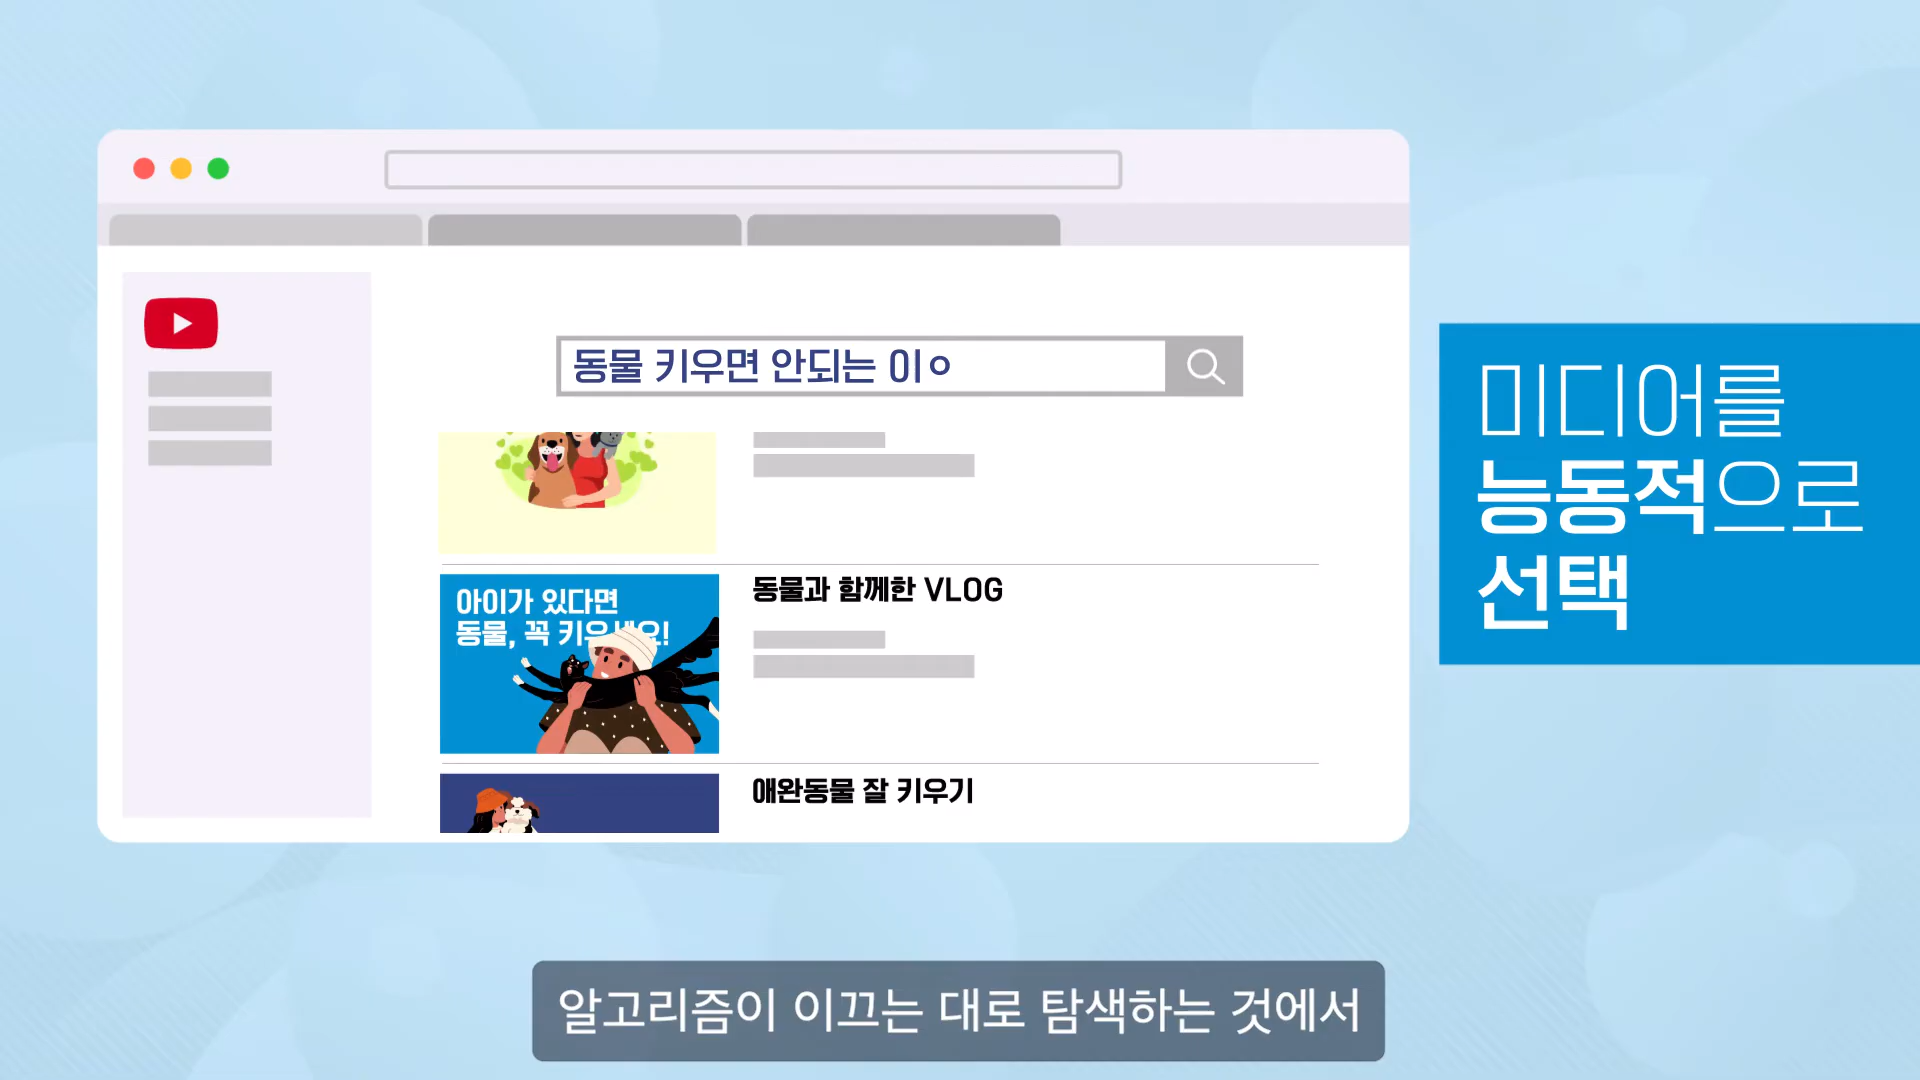 동물 키우면 안되는 이ㅇ
아이가 있다면
동물, 꼭 키우세요!
동물과 함께한 VLOG
애완동물 잘 키우기
미디어를
능동적으로
선택
알고리즘이 이끄는 대로 탐색하는 것에서